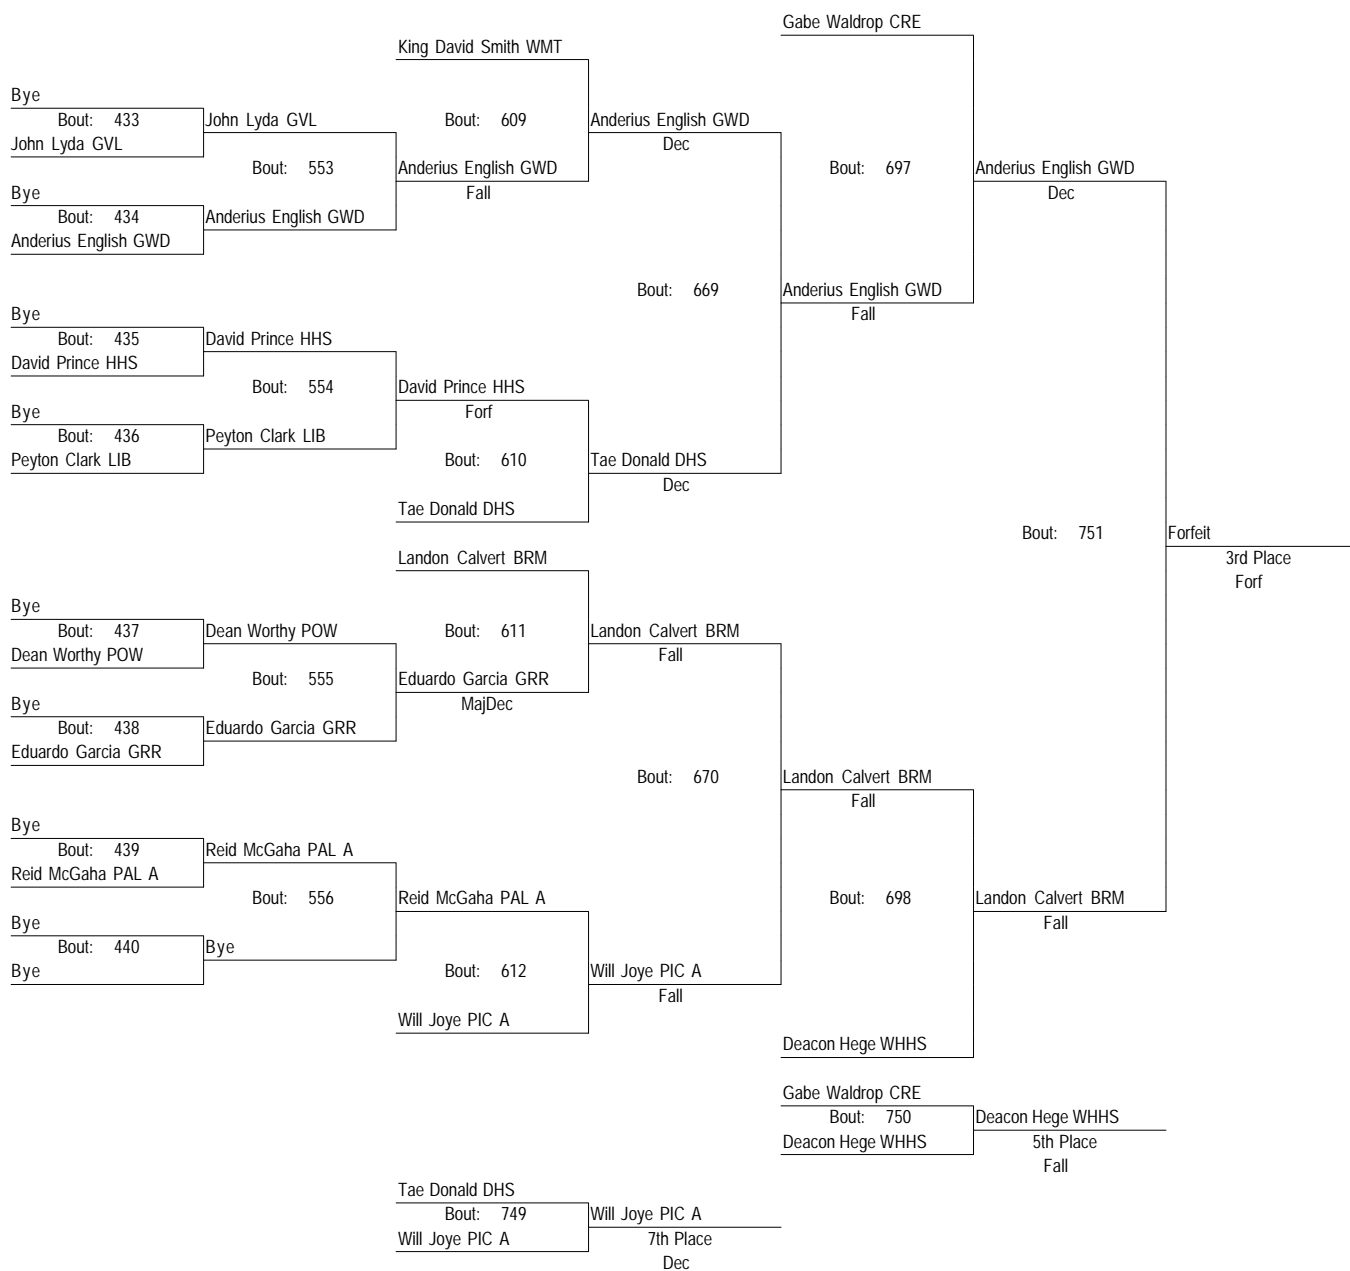 Gabe Waldrop CRE
King David Smith WMT
Bye
Bout: 433
John Lyda GVL
John Lyda GVL
Bout: 609
Anderius English GWD
Dec
Bout: 553
Anderius English GWD
Fall
Bout: 697
Anderius English GWD
Dec
Bye
Bout: 434
Anderius English GWD
Anderius English GWD
Bout: 669
Anderius English GWD
Fall
Bye
Bout: 435
David Prince HHS
David Prince HHS
Bout: 554
David Prince HHS
Forf
Bye
Bout: 436
Peyton Clark LIB
Peyton Clark LIB
Bout: 610
Tae Donald DHS
Dec
Tae Donald DHS
Bout: 751
Forfeit
3rd Place
Forf
Landon Calvert BRM
Bye
Bout: 437
Dean Worthy POW
Dean Worthy POW
Bout: 611
Landon Calvert BRM
Fall
Bout: 555
Eduardo Garcia GRR
MajDec
Bye
Bout: 438
Eduardo Garcia GRR
Eduardo Garcia GRR
Bout: 670
Landon Calvert BRM
Fall
Bye
Bout: 439
Reid McGaha PAL A
Reid McGaha PAL A
Bout: 556
Reid McGaha PAL A
Bout: 698
Landon Calvert BRM
Fall
Bye
Bout: 440
Bye
Bye
Bout: 612
Will Joye PIC A
Fall
Will Joye PIC A
Deacon Hege WHHS
Gabe Waldrop CRE
Bout: 750
Deacon Hege WHHS
Deacon Hege WHHS
5th Place
Fall
Tae Donald DHS
Bout: 749
Will Joye PIC A
Will Joye PIC A
7th Place
Dec